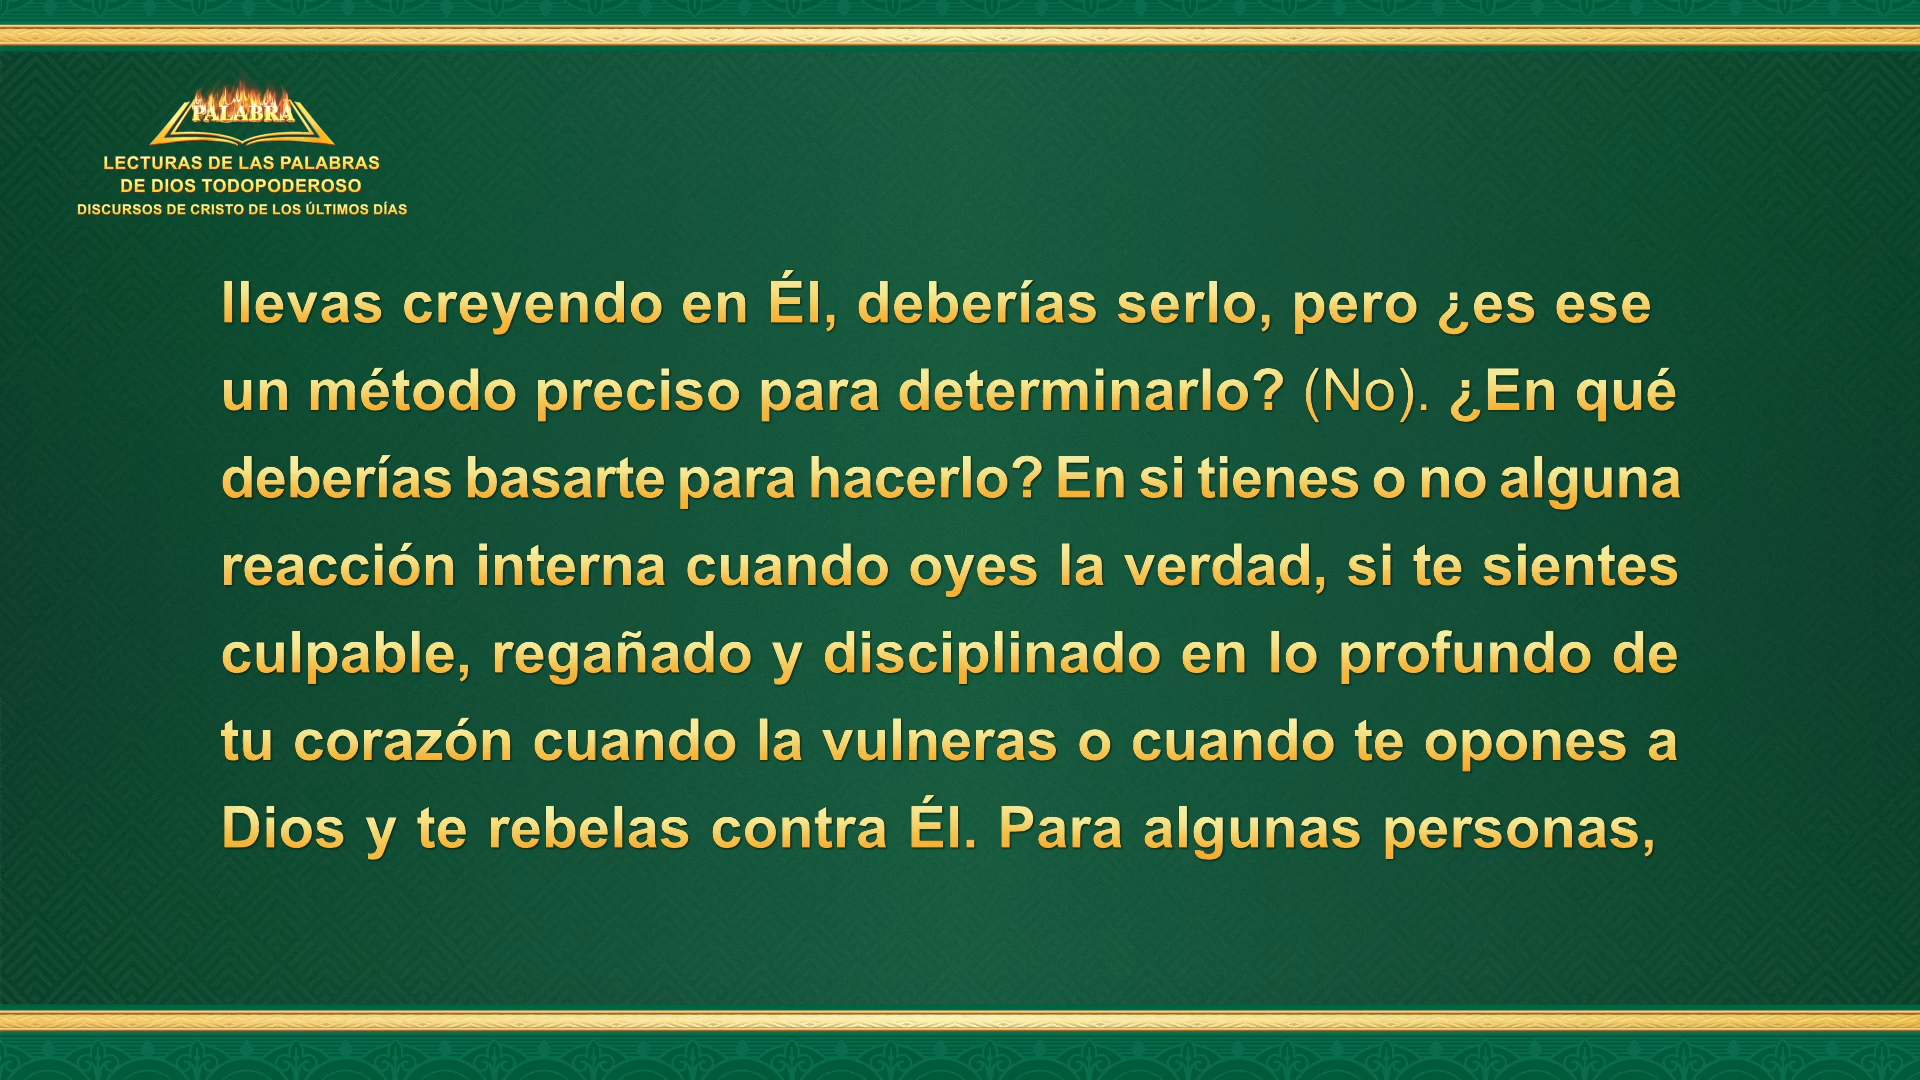 PALABRA
LECTURAS DE LAS PALABRAS
DE DIOS TODOPODEROSO
DISCURSOS DE CRISTO DE LOS ÚLTIMOS DÍAS
llevas creyendo en Él, deberías serlo, pero ¿es ese
un método preciso para determinarlo? (No). ¿En qué
deberías basarte para hacerlo? En si tienes o no alguna
reacción interna cuando oyes la verdad, si te sientes
culpable, regañado y disciplinado en lo profundo de
tu corazón cuando la vulneras o cuando te opones a
Dios y te rebelas contra Él. Para algunas personas,